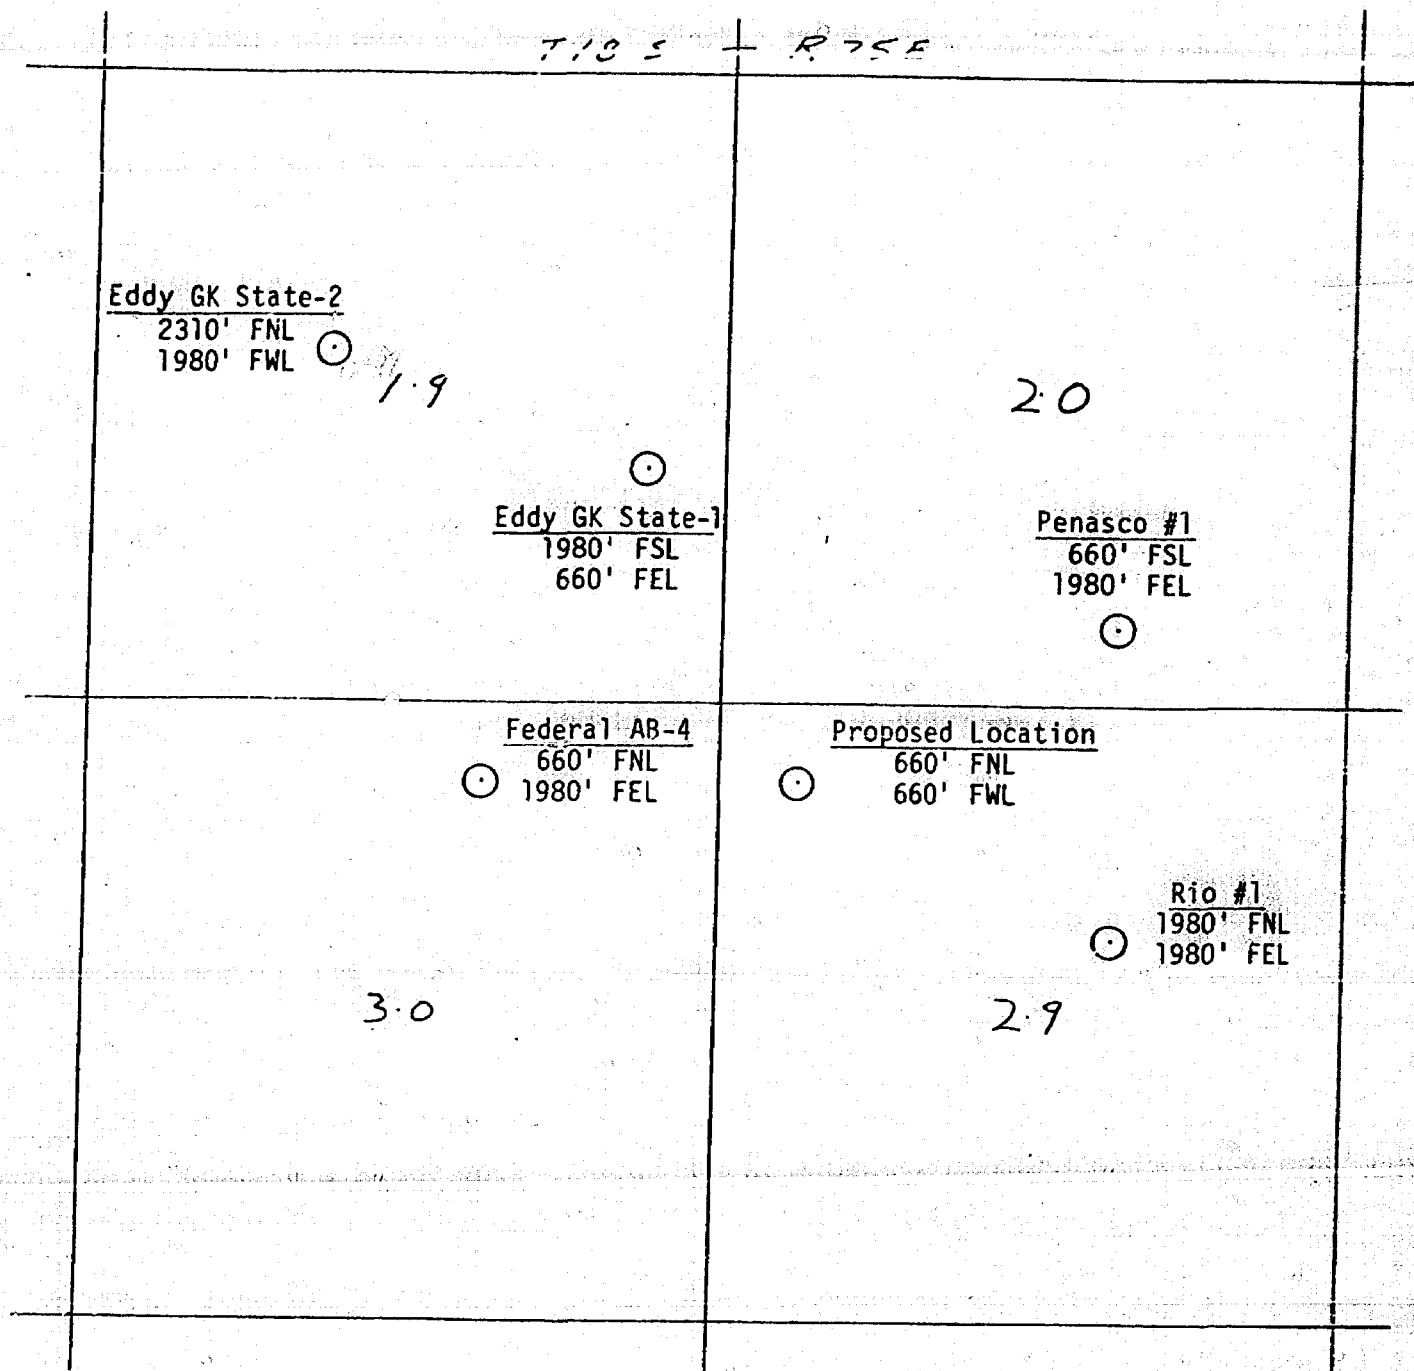 Eddy GK State-2
2310' FNL
1980' FWL
1.9
2.0
Eddy GK State-1
1980' FSL
660' FEL
Penasco #1
660' FSL
1980' FEL
Federal AB-4
660' FNL
1980' FEL
Proposed Location
660' FNL
660' FWL
Rio #1
1980' FNL
1980' FEL
3.0
2.9